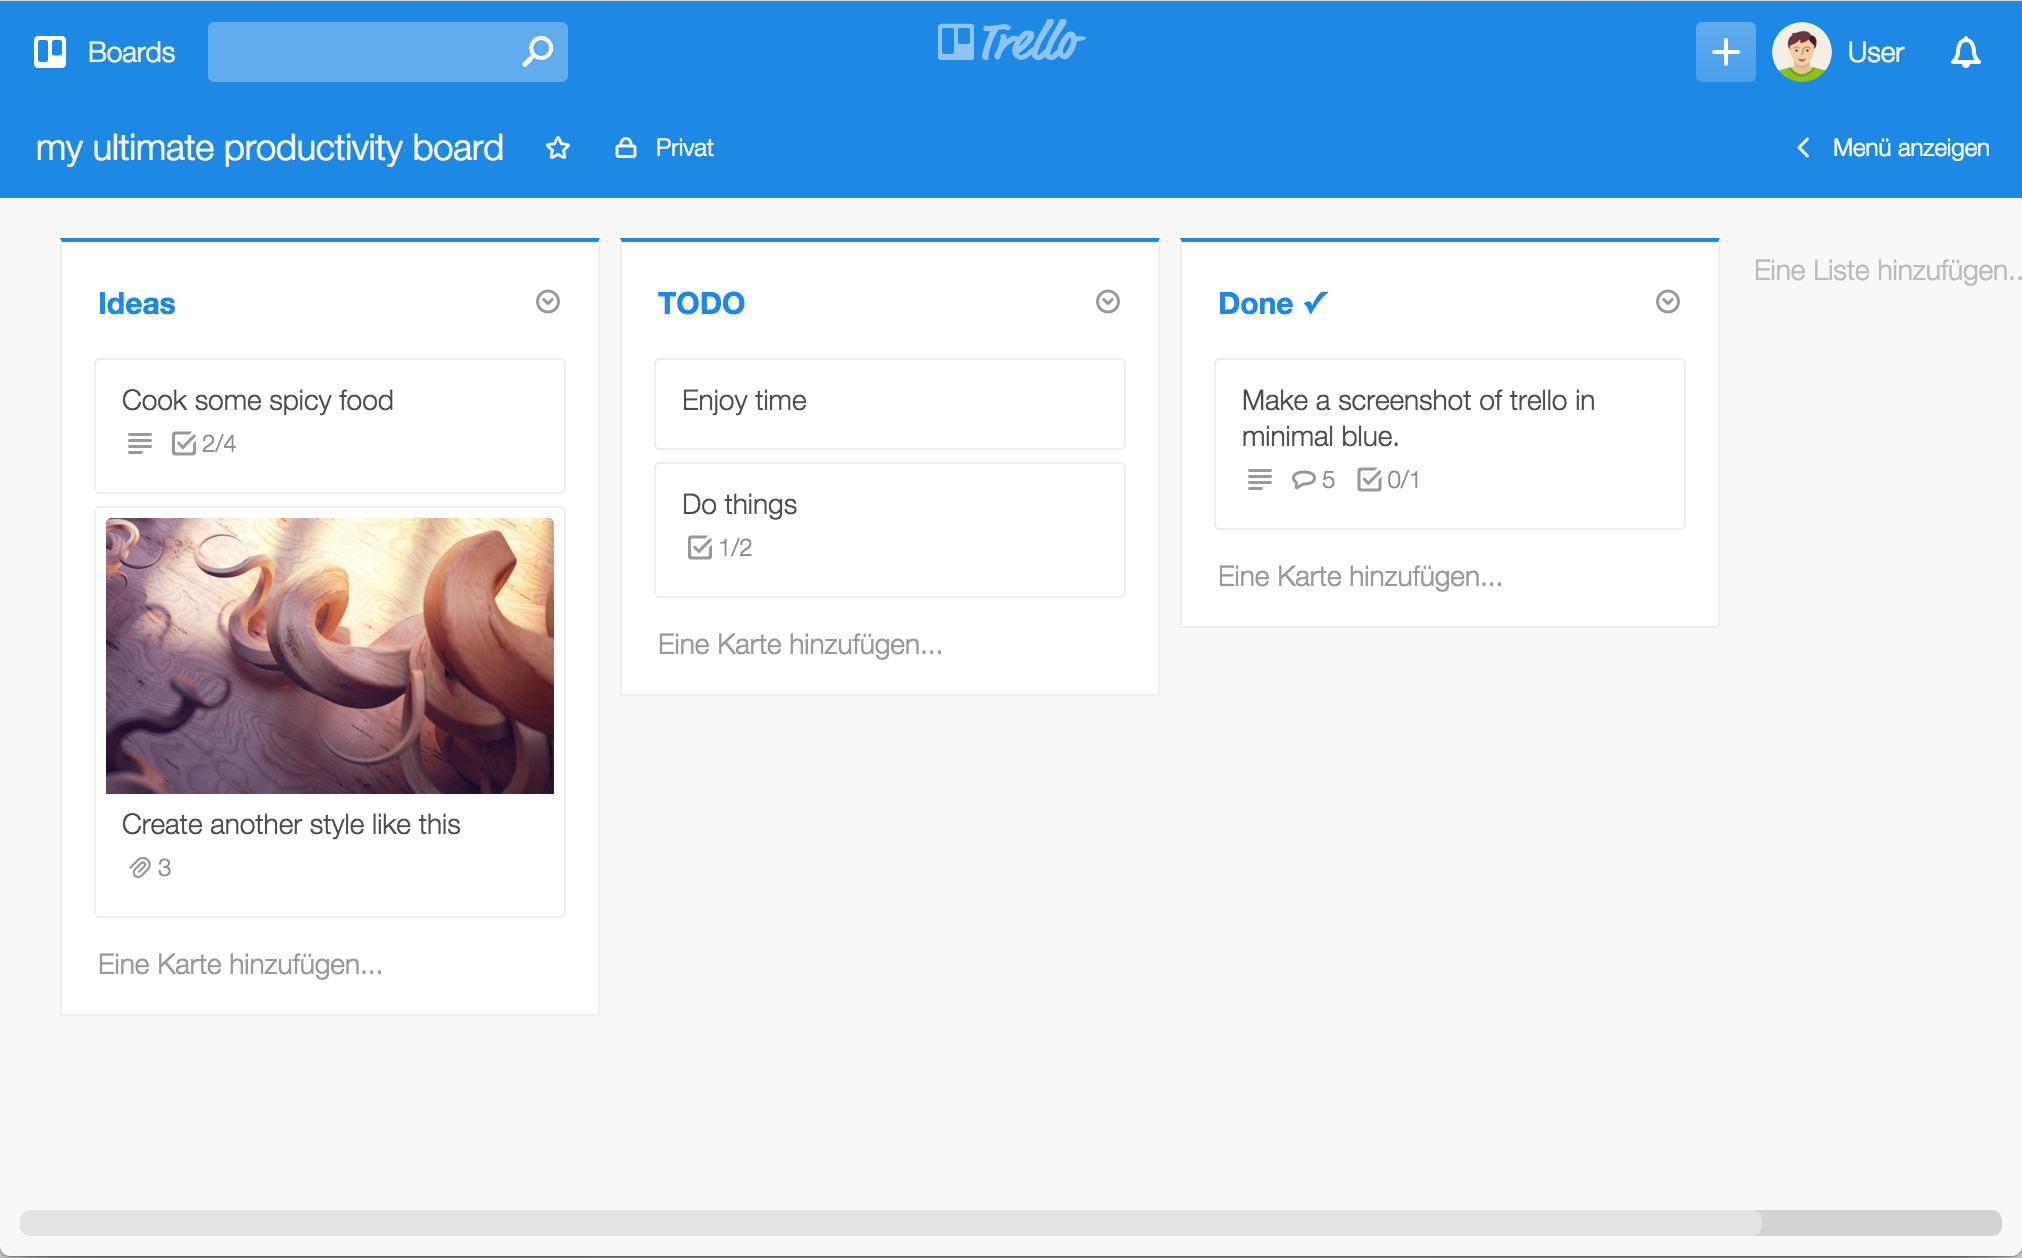 Boards
Trello
User
my ultimate productivity board
Privat
Menü anzeigen
Ideas
Cook some spicy food
2/4
Create another style like this
3
Eine Karte hinzufügen...
TODO
Enjoy time
Do things
1/2
Eine Karte hinzufügen...
Done ✓
Make a screenshot of trello in
minimal blue.
5 0/1
Eine Karte hinzufügen...
Eine Liste hinzufügen..